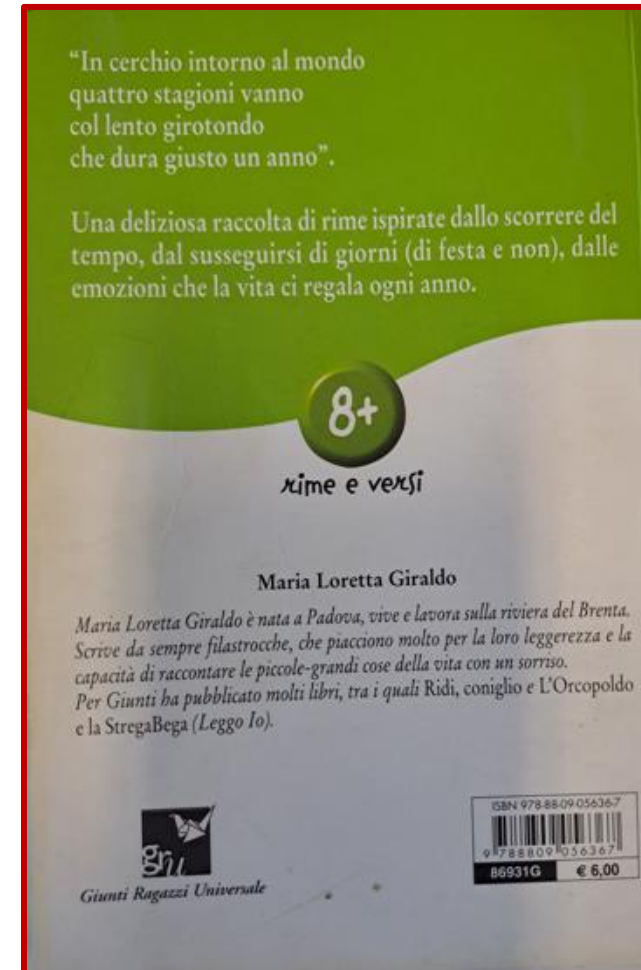 “In cerchio intorno al mondo
quattro stagioni vanno
col lento girotondo
che dura giusto un anno”.
Una deliziosa raccolta di rime ispirate dallo scorrere del
tempo, dal susseguirsi di giorni (di festa e non), dalle
emozioni che la vita ci regala ogni anno.
8+
rime e versi
Maria Loretta Giraldo
Maria Loretta Giraldo è nata a Padova, vive e lavora sulla riviera del Brenta.
Scrive da sempre filastrocche, che piacciono molto per la loro leggerezza e la
capacità di raccontare le piccole-grandi cose della vita con un sorriso.
Per Giunti ha pubblicato molti libri, tra i quali Ridi, coniglio e L’Orcopoldo
e la StregaBega (Leggo Io).
gru
Giunti Ragazzi Universale
ISBN 978-88-09-05636-7
9 788809 056367
86931G € 6,00